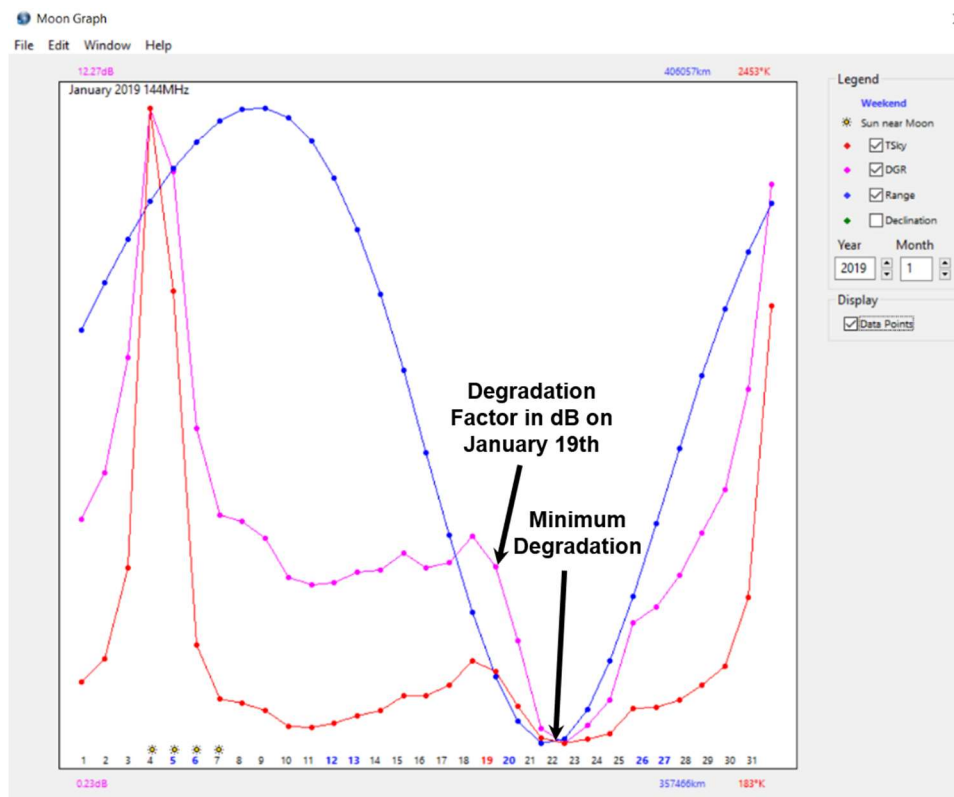 Moon Graph
File Edit Window Help
12.27dB 406057km 2453°K
January 2019 144MHz
Legend
Weekend
Sun near Moon
TSky
DGR
Range
Declination
Year Month
2019 1
Display
Data Points
Degradation
Factor in dB on
January 19th
Minimum
Degradation
1 2 3 4 5 6 7 8 9 10 11 12 13 14 15 16 17 18 19 20 21 22 23 24 25 26 27 28 29 30 31
0.23dB 357466km 183°K